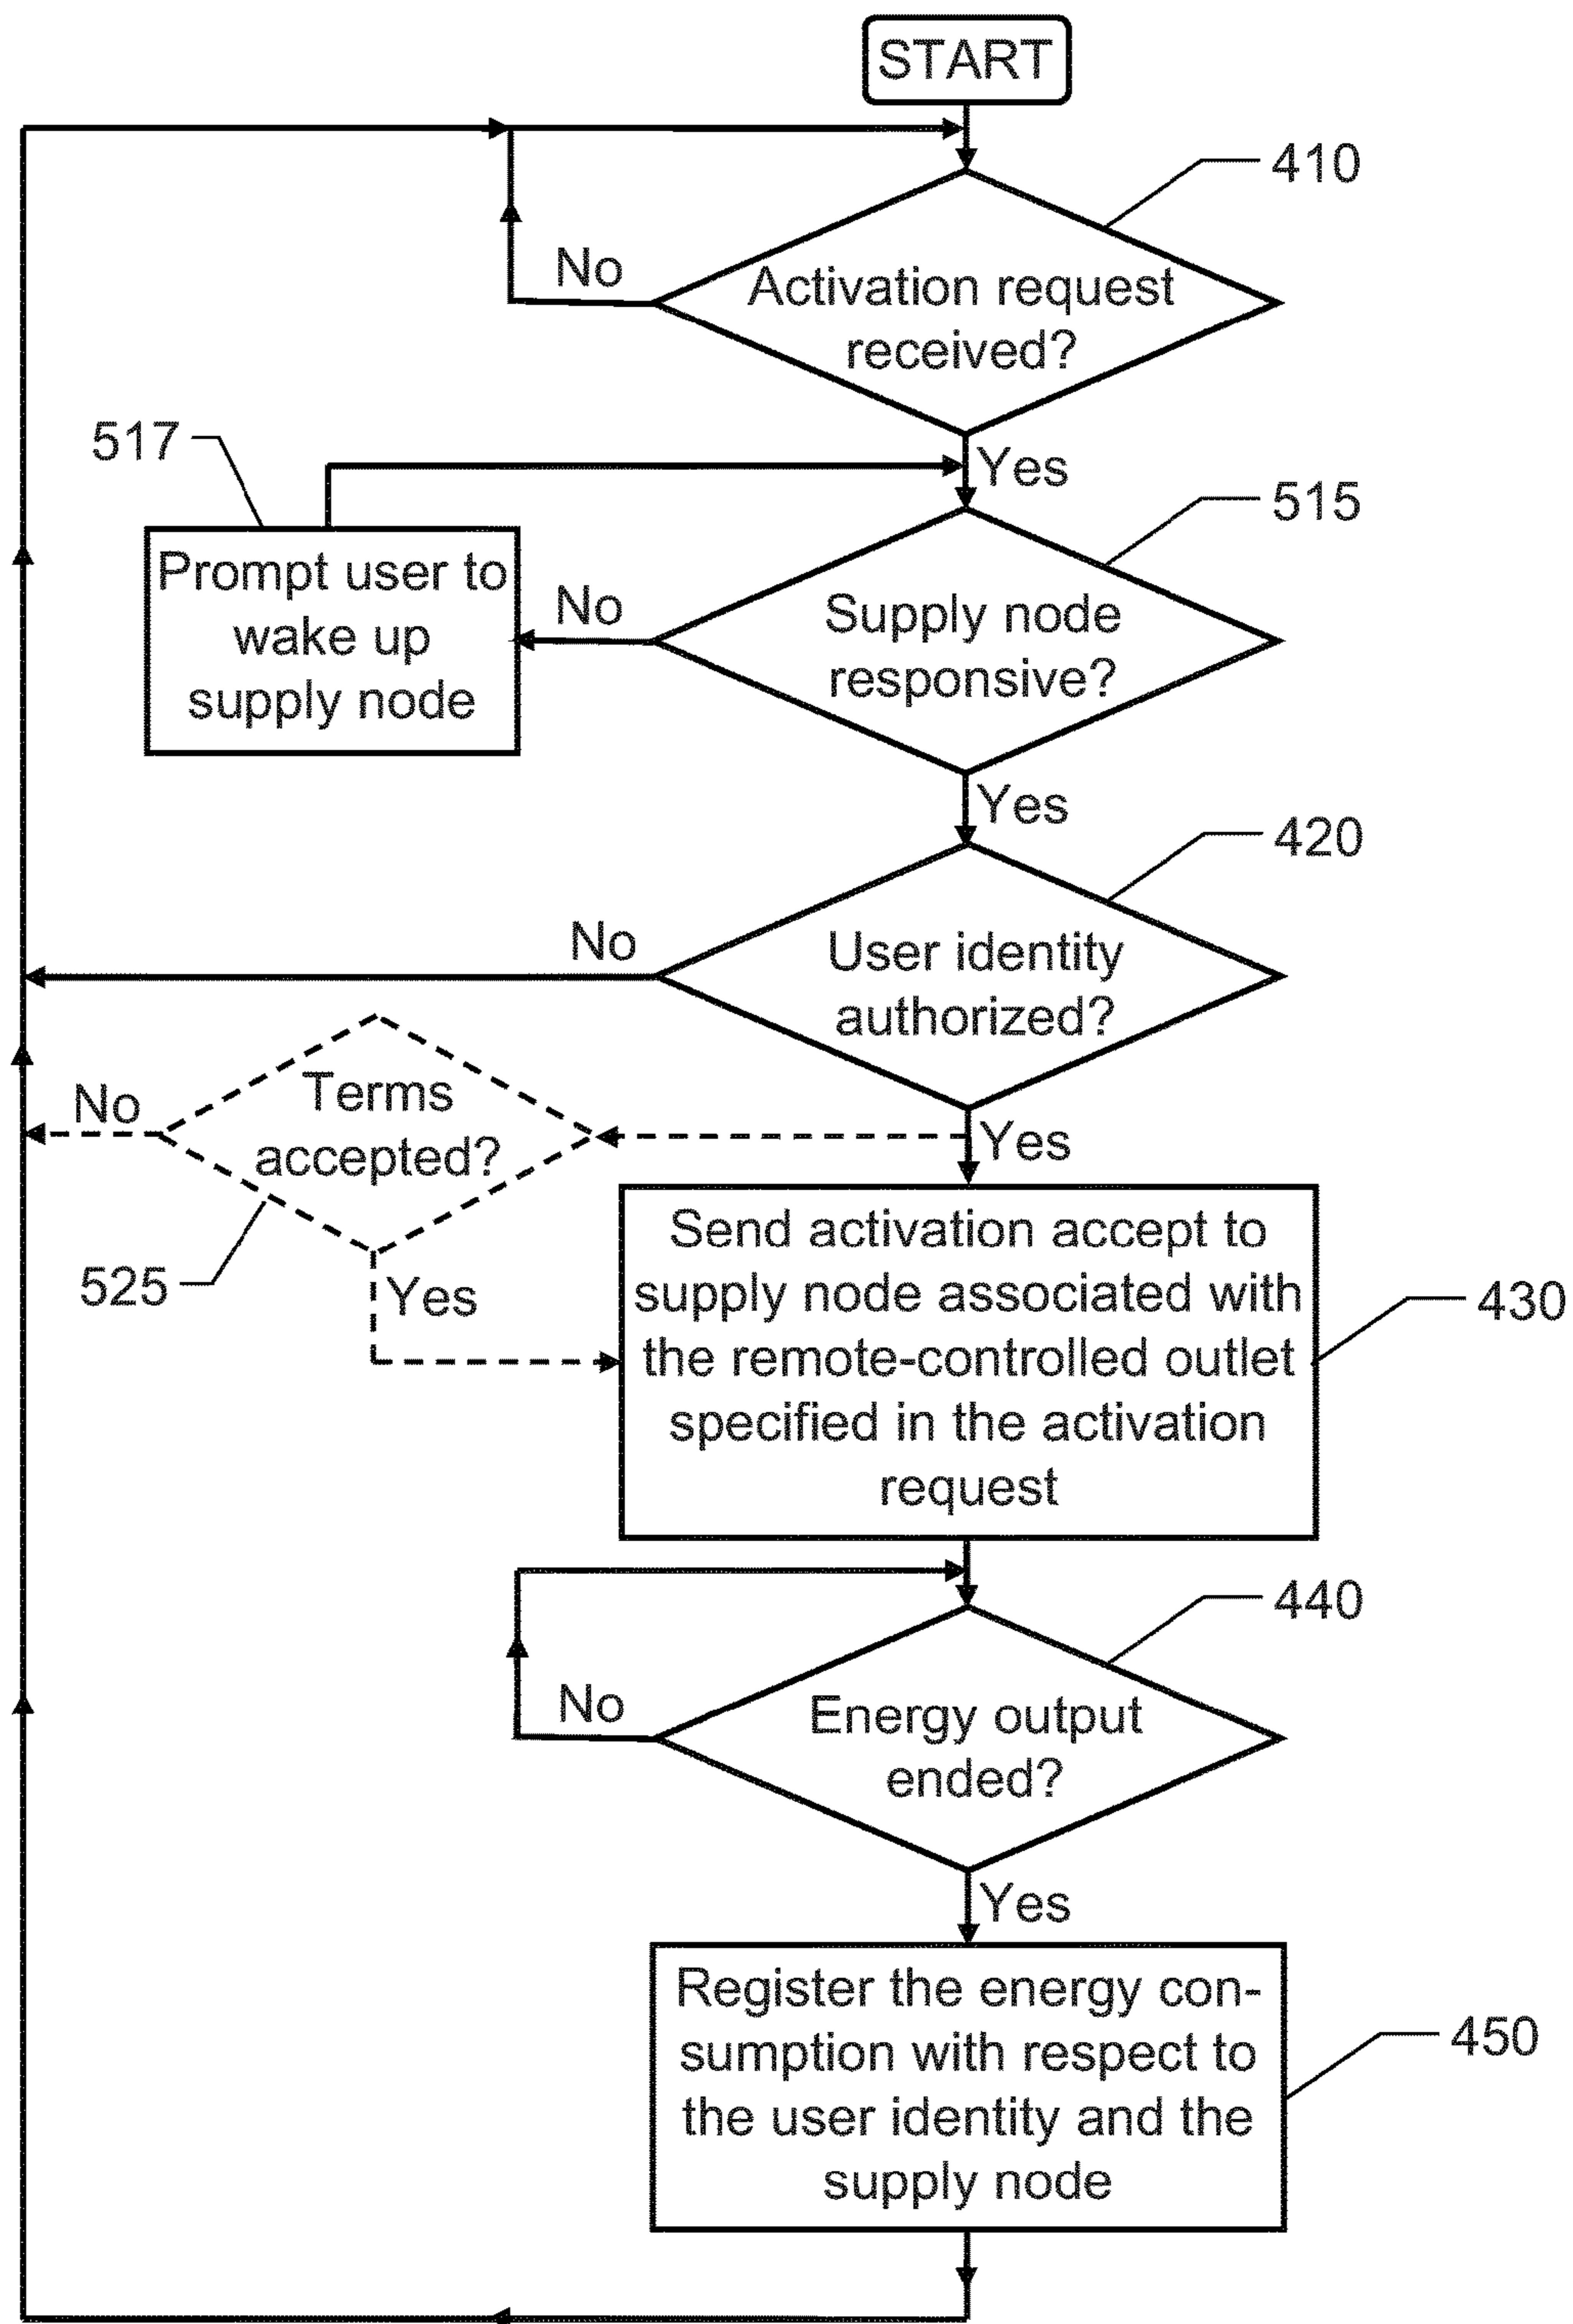 START
410
No
Activation request
received?
517
Yes
515
Prompt user to
wake up
supply node
No
Supply node
responsive?
Yes
420
No
User identity
authorized?
No
Terms
accepted?
Yes
525
Yes
Send activation accept to
supply node associated with
the remote-controlled outlet
specified in the activation
request
430
440
No
Energy output
ended?
Yes
Register the energy con-
sumption with respect to
the user identity and the
supply node
450